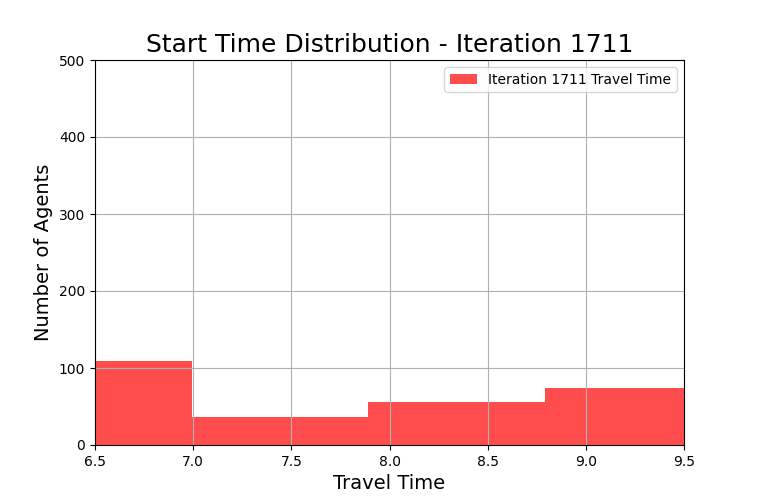 Start Time Distribution - Iteration 1711
Iteration 1711 Travel Time
Number of Agents
500
400
300
200
100
0
6.5 7.0 7.5 8.0 8.5 9.0 9.5
Travel Time